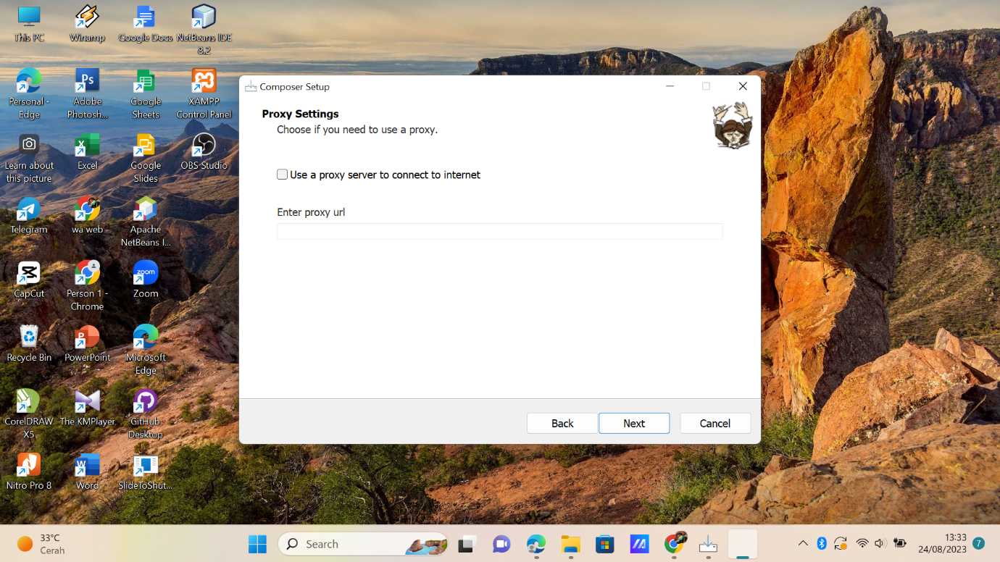 This PC
Winamp
Google Docs
NetBeans IDE
8.2
Personal -
Edge
Adobe
Photosh...
Google
Sheets
XAMPP
Control Panel
Learn about
this picture
Excel
Google
Slides
OBS Studio
Telegram
wa web -
Apache
NetBeans I...
CapCut
Person 1 -
Chrome
zoom
Zoom
Recycle Bin
PowerPoint
Microsoft
Edge
CorelDRAW
X5
The KMPlayer
GitHub
Desktop
Nitro Pro 8
Word
SlideToShut...
Composer Setup
Proxy Settings
Choose if you need to use a proxy.
Use a proxy server to connect to internet
Enter proxy url
Back
Next
Cancel
33°C
Cerah
Search
13:33
24/08/2023
7